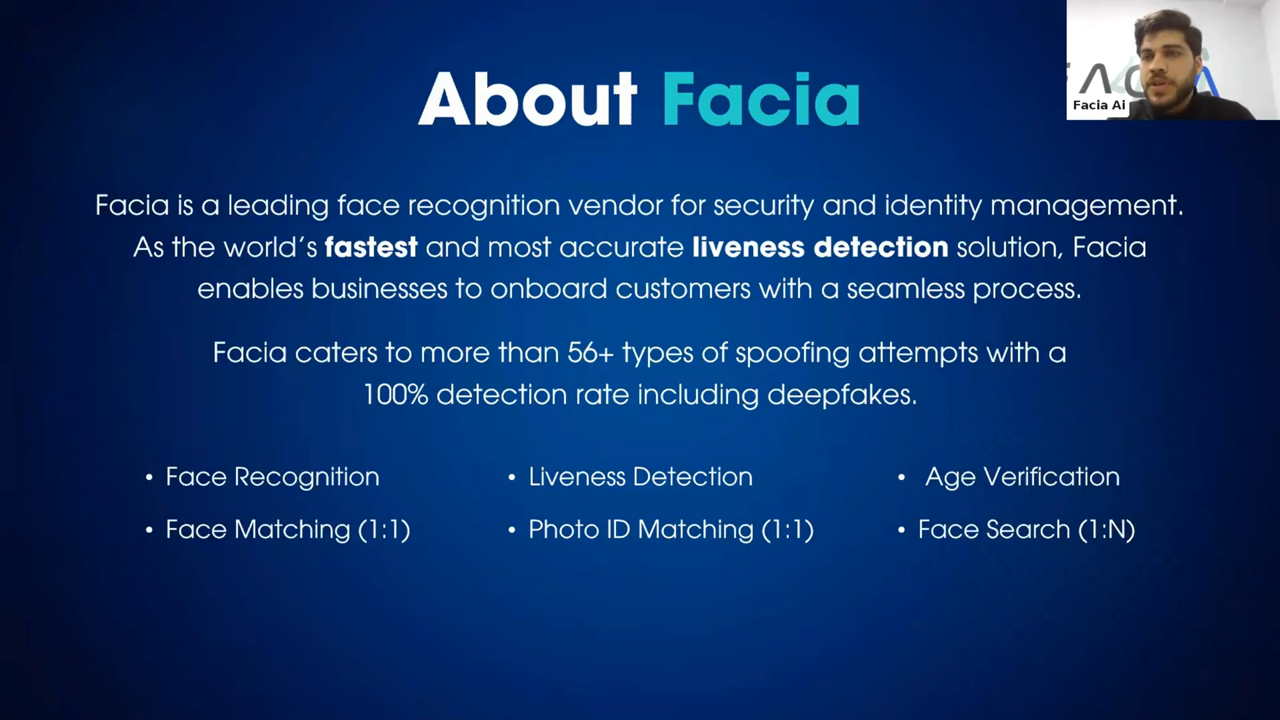 About Facia
Facia Ai
Facia is a leading face recognition vendor for security and identity management.
As the world's fastest and most accurate liveness detection solution, Facia
enables businesses to onboard customers with a seamless process.
Facia caters to more than 56+ types of spoofing attempts with a
100% detection rate including deepfakes.
• Face Recognition
• Liveness Detection
• Age Verification
• Face Matching (1:1)
• Photo ID Matching (1:1)
• Face Search (1:N)